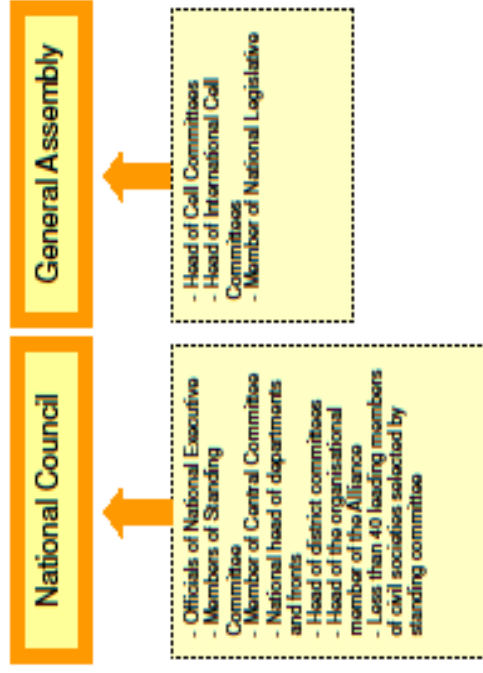 National Council
- Officials of National Executive
- Members of Standing
Committee
- Member of Central Committee
- National head of departments
and fronts
- Head of district committees
- Head of the organisational
member of the Alliance
- Less than 40 leading members
of civil societies selected by
standing committee
General Assembly
- Head of Cell Committees
- Head of International Cell
Committees
- Member of National Legislative